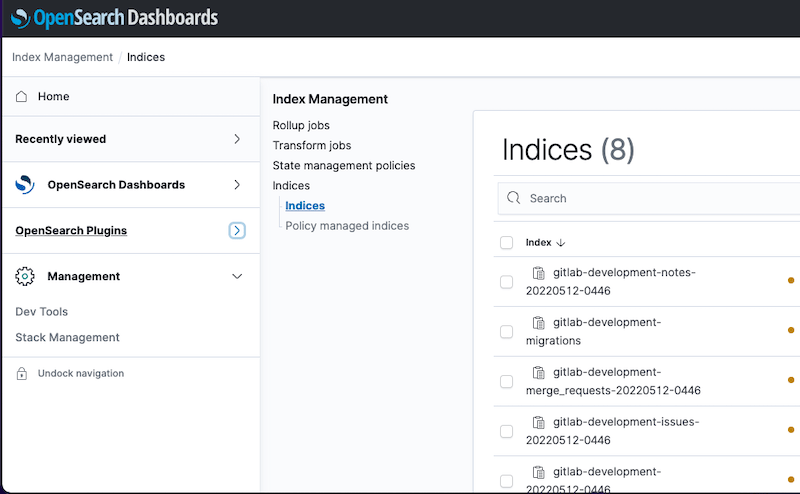 OpenSearch Dashboards
Index Management / Indices
Home
Recently viewed
OpenSearch Dashboards
OpenSearch Plugins
Management
Dev Tools
Stack Management
Undock navigation
Index Management
Rollup jobs
Transform jobs
State management policies
Indices
Indices
Policy managed indices
Indices (8)
Search
Index
gitlab-development-notes-
20220512-0446
gitlab-development-
migrations
gitlab-development-
merge_requests-20220512-0446
gitlab-development-issues-
20220512-0446
gitlab-development-
20220512-0446